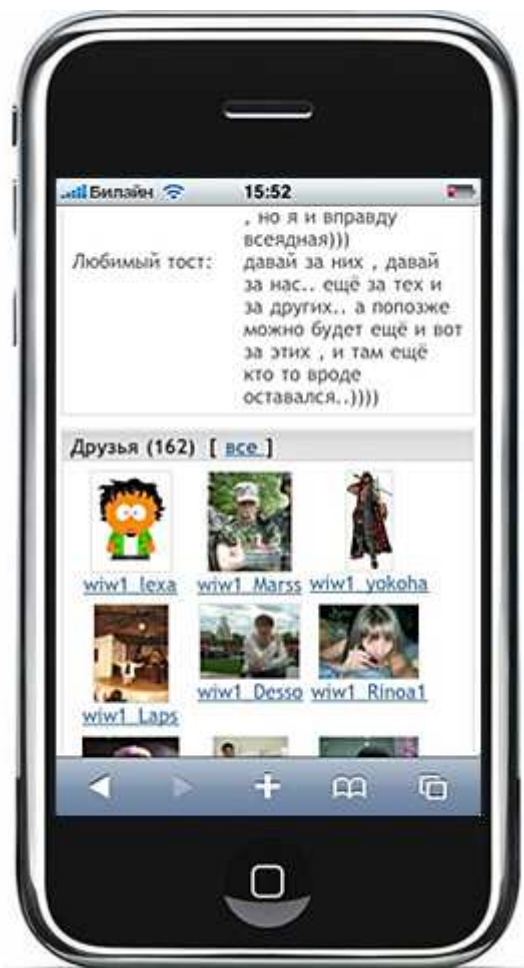 Билайн 15:52
, но я и вправду
всеядная)))
Любимый тост: давай за них , давай
за нас.. ещё за тех и
за других.. а попозже
можно будет ещё и вот
за этих , и там ещё
кто то вроде
оставался..))))
Друзья (162) [ все ]
wiw1_lexa wiw1_Marss wiw1_yokoha
wiw1_Desso wiw1_Rinoa1
wiw1_Laps